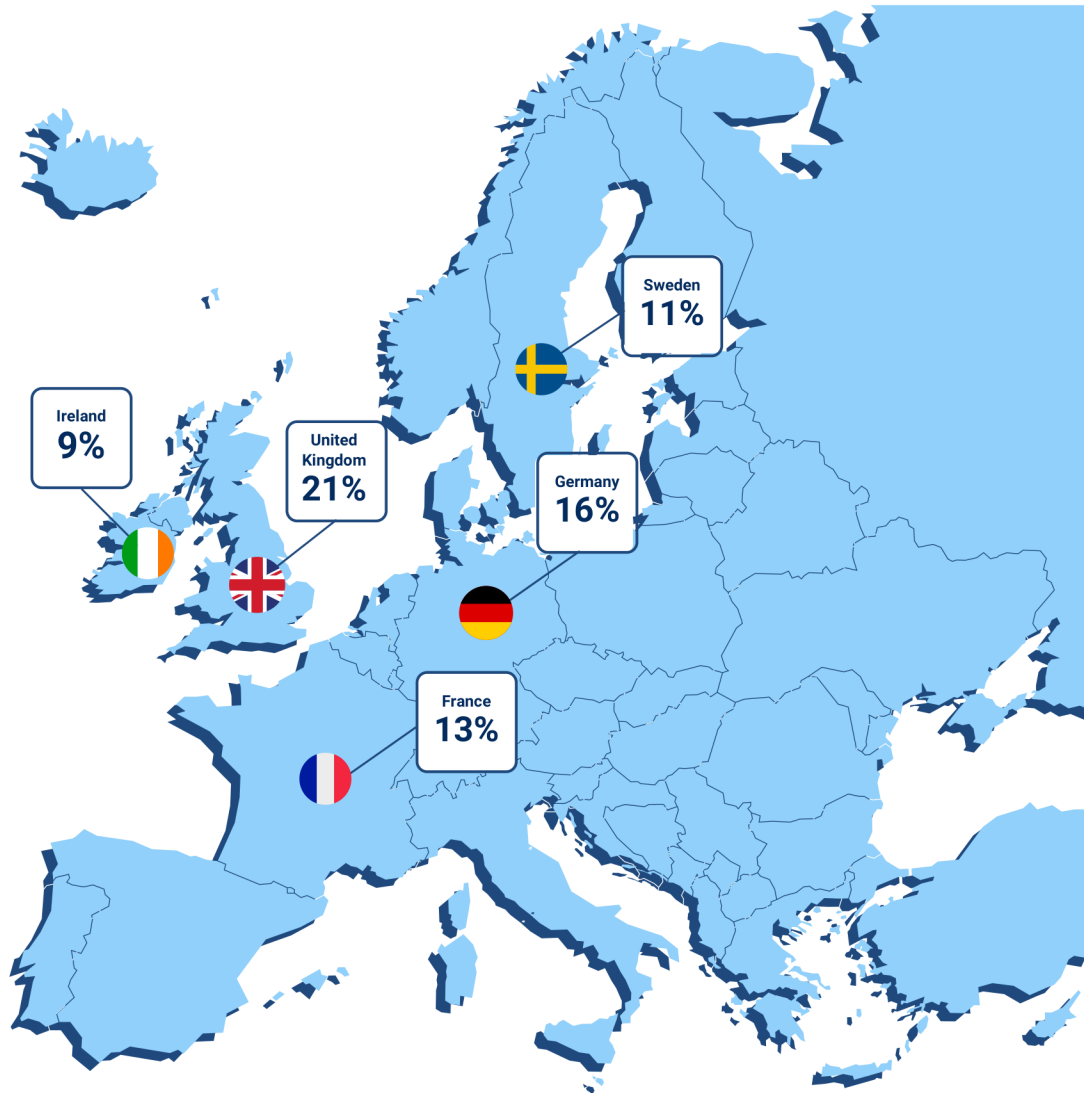 Sweden
11%
Ireland
9%
United
Kingdom
21%
Germany
16%
France
13%